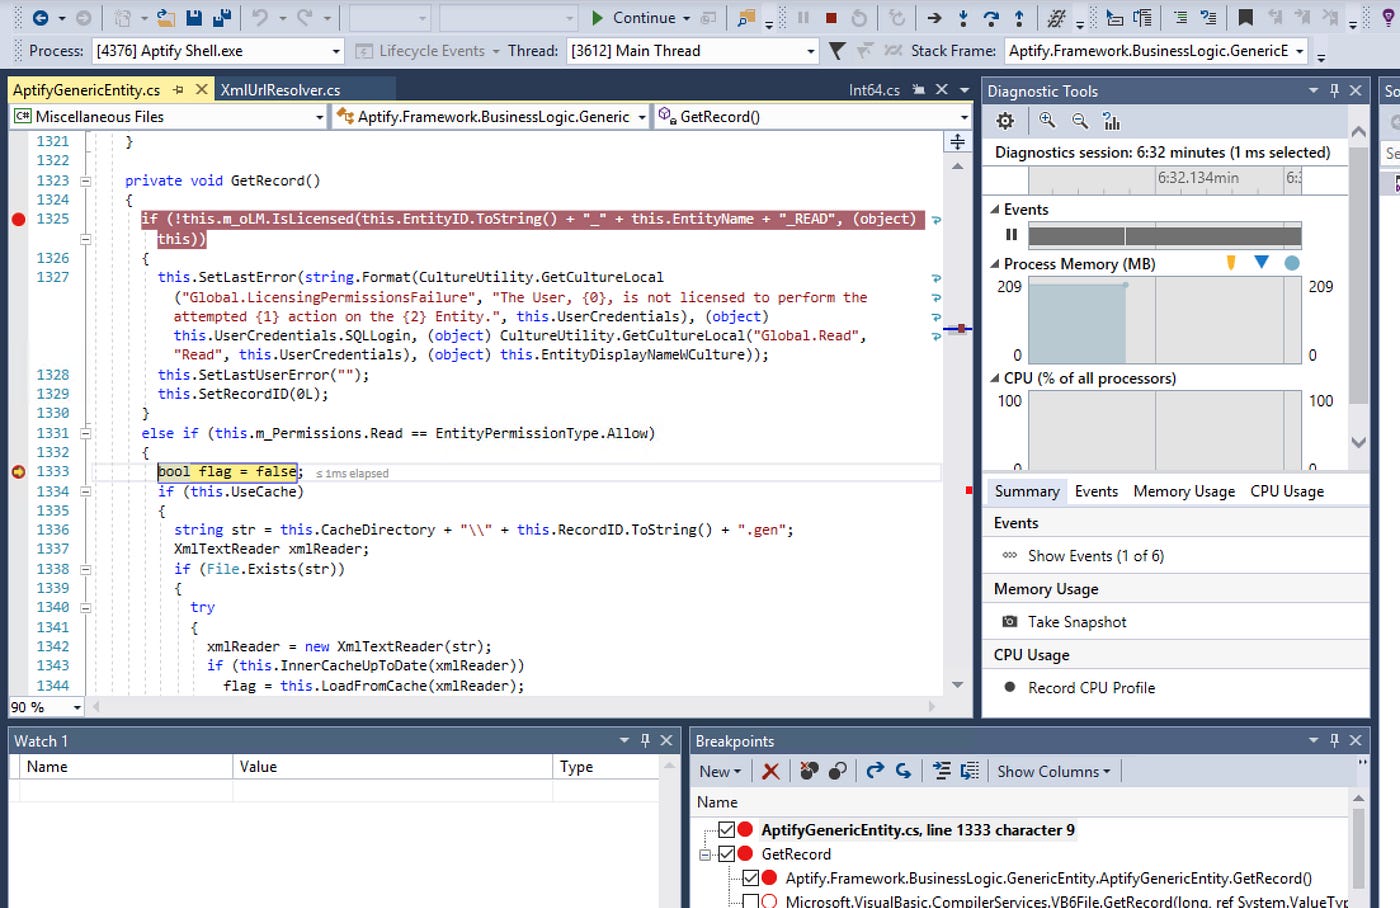 Continue
Process: [4376] Aptify Shell.exe Lifecycle Events Thread: [3612] Main Thread Stack Frame: Aptify.Framework.BusinessLogic.GenericE
AptifyGenericEntity.cs XmlUrlResolver.cs Int64.cs
C# Miscellaneous Files Aptify.Framework.BusinessLogic.Generic GetRecord()
1321 }
1322
1323 private void GetRecord()
1324 {
1325 if (!this.m_oLM.IsLicensed(this.EntityID.ToString() + "_" + this.EntityName + "_READ", (object)
this))
1326 {
1327 this.SetLastError(string.Format(CultureUtility.GetCultureLocal
("Global.LicensingPermissionsFailure", "The User, {0}, is not licensed to perform the
attempted {1} action on the {2} Entity.", this.UserCredentials), (object)
this.UserCredentials.SQLLogin, (object) CultureUtility.GetCultureLocal("Global.Read",
"Read", this.UserCredentials), (object) this.EntityDisplayNameWCulture));
1328 this.SetLastUserError("");
1329 this.SetRecordID(0L);
1330 }
1331 else if (this.m_Permissions.Read == EntityPermissionType.Allow)
1332 {
1333 bool flag = false; ≤ 1ms elapsed
1334 if (this.UseCache)
1335 {
1336 string str = this.CacheDirectory + "\\" + this.RecordID.ToString() + ".gen";
1337 XmlTextReader xmlReader;
1338 if (File.Exists(str))
1339 {
1340 try
1341 {
1342 xmlReader = new XmlTextReader(str);
1343 if (this.InnerCacheUpToDate(xmlReader))
1344 flag = this.LoadFromCache(xmlReader);
90 %
Diagnostic Tools
Diagnostics session: 6:32 minutes (1 ms selected)
6:32.134min 6:3
Events
Process Memory (MB)
209 209
0 0
CPU (% of all processors)
100 100
0 0
Summary Events Memory Usage CPU Usage
Events
Show Events (1 of 6)
Memory Usage
Take Snapshot
CPU Usage
Record CPU Profile
So
Se
Watch 1
Name Value Type
Breakpoints
New Show Columns
Name
AptifyGenericEntity.cs, line 1333 character 9
GetRecord
Aptify.Framework.BusinessLogic.GenericEntity.AptifyGenericEntity.GetRecord()
Microsoft.VisualBasic.CompilerServices.VB6File.GetRecord(long, ref System.ValueTyp